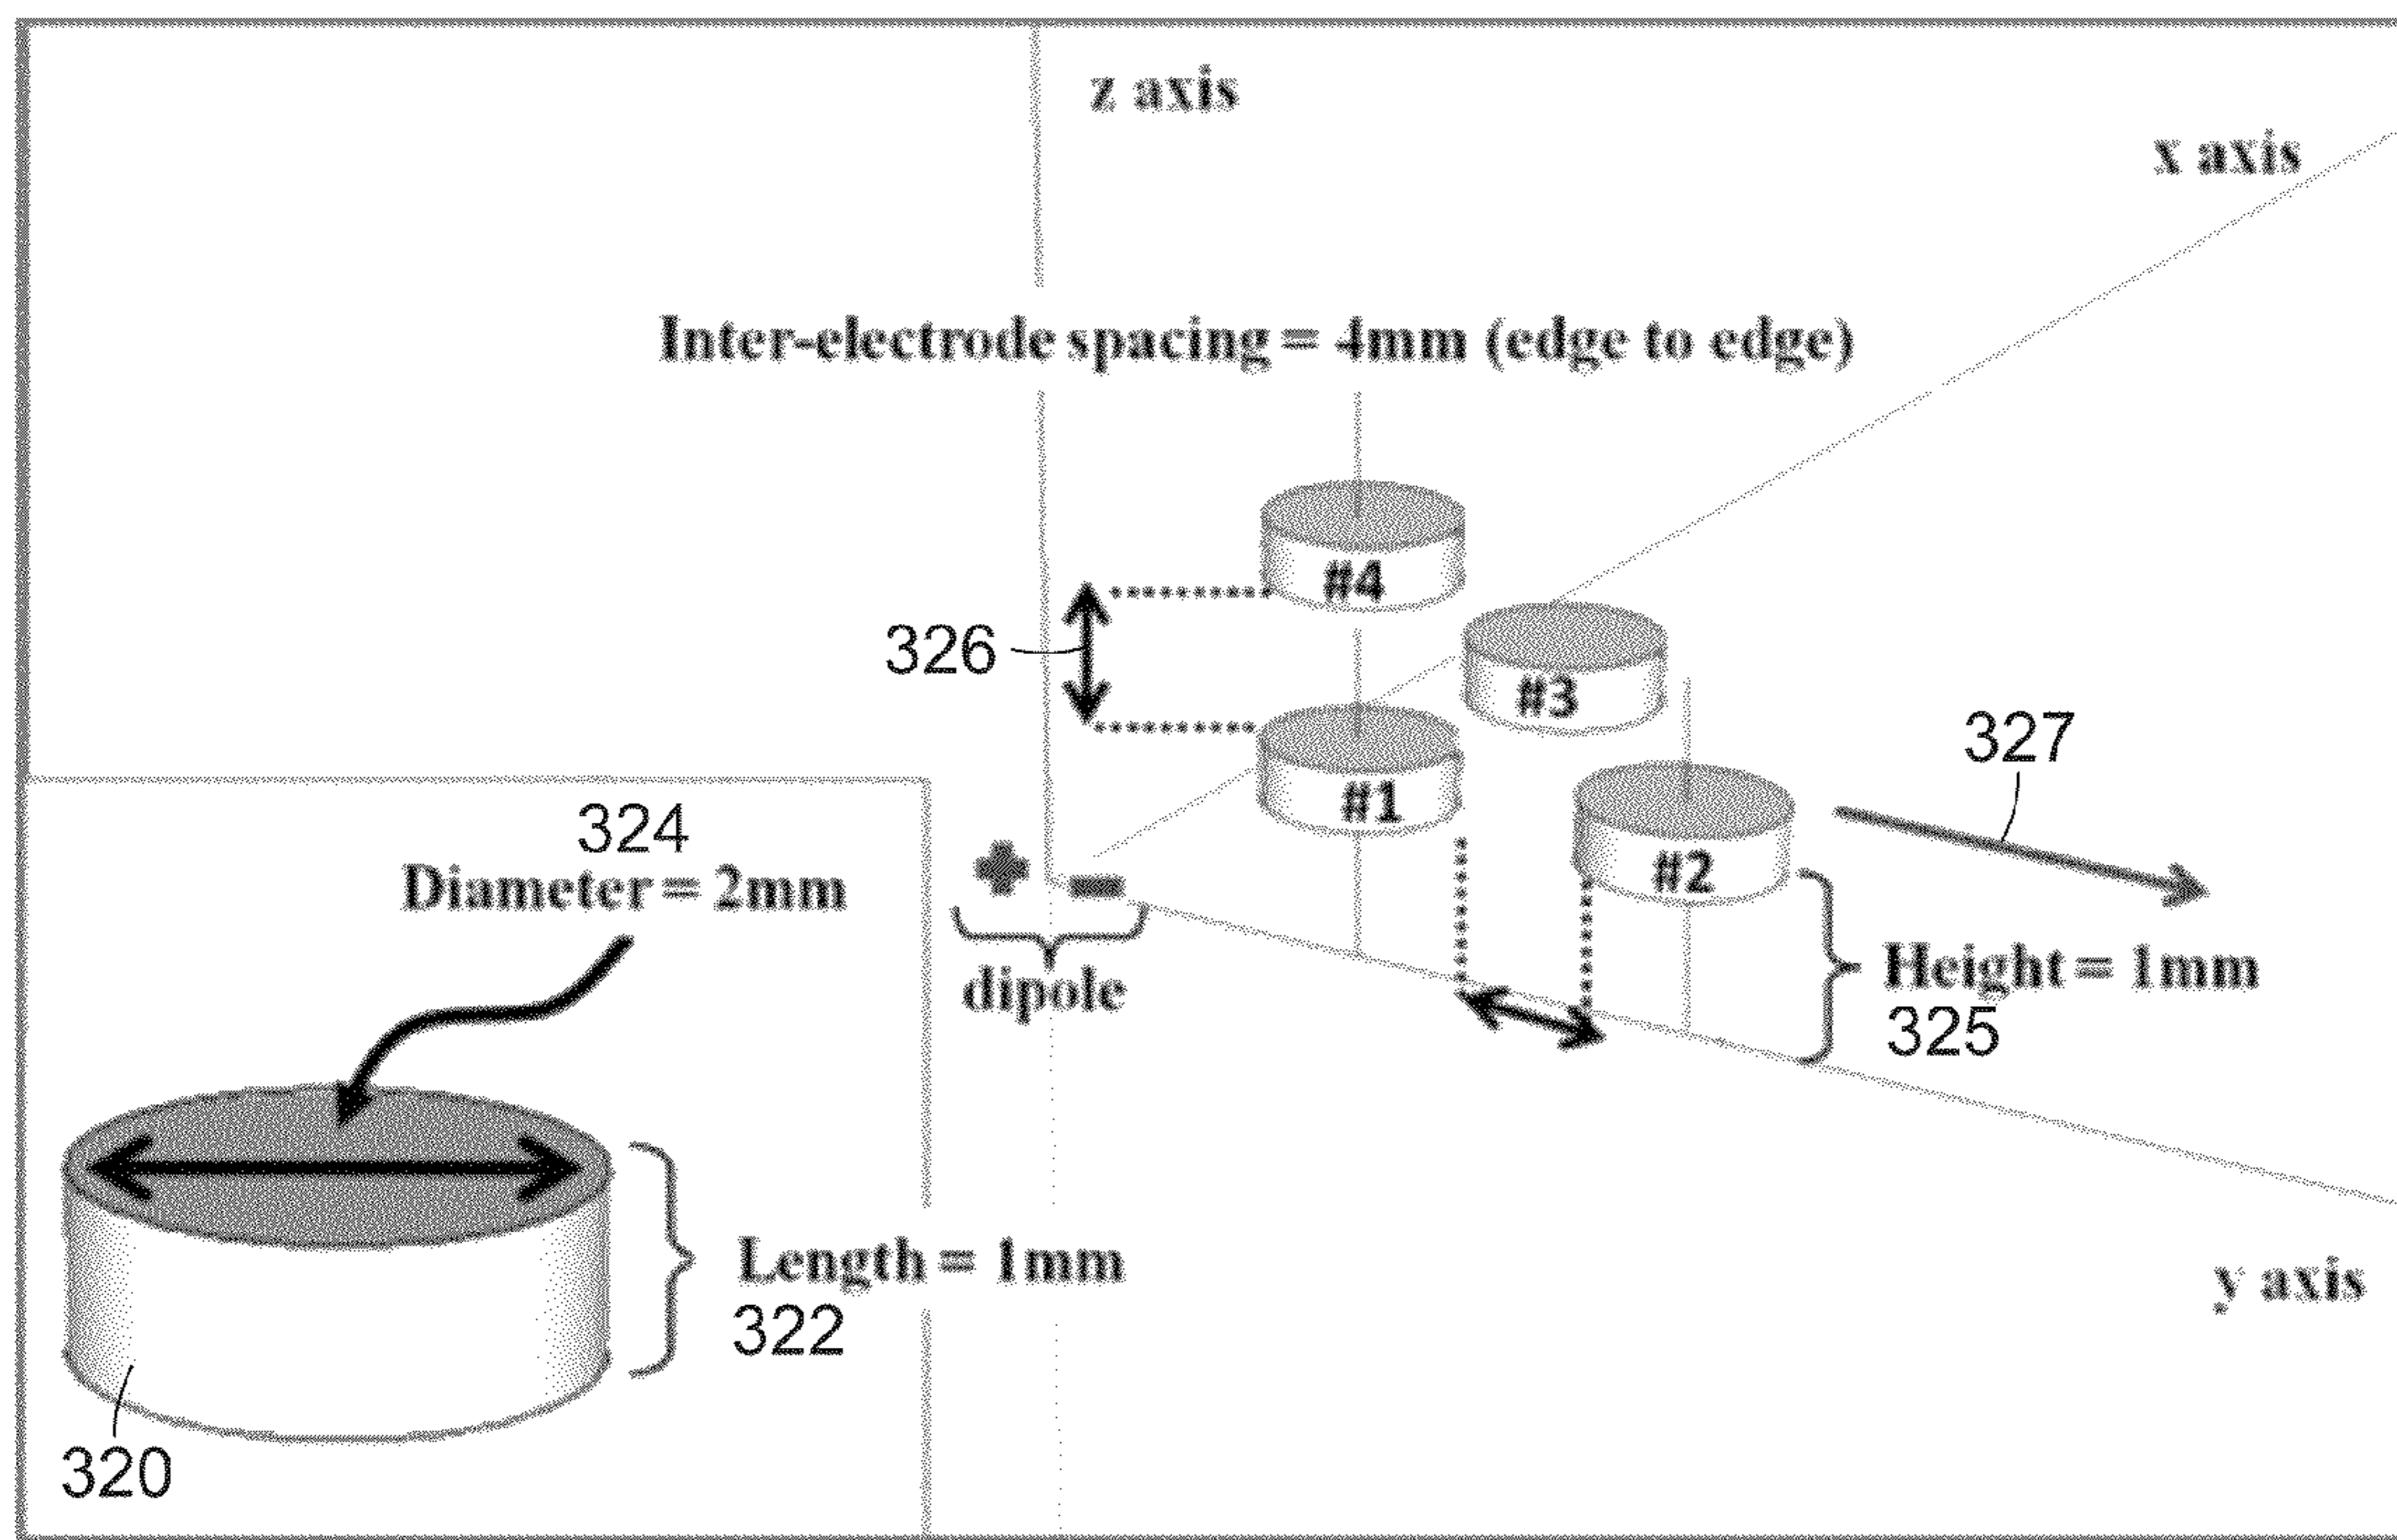 z axis
x axis
Inter-electrode spacing = 4mm (edge to edge)
#4
326
#3
327
#1
324
Diameter = 2mm
#2
+ -
dipole
Height = 1mm
325
Length = 1mm
322
y axis
320